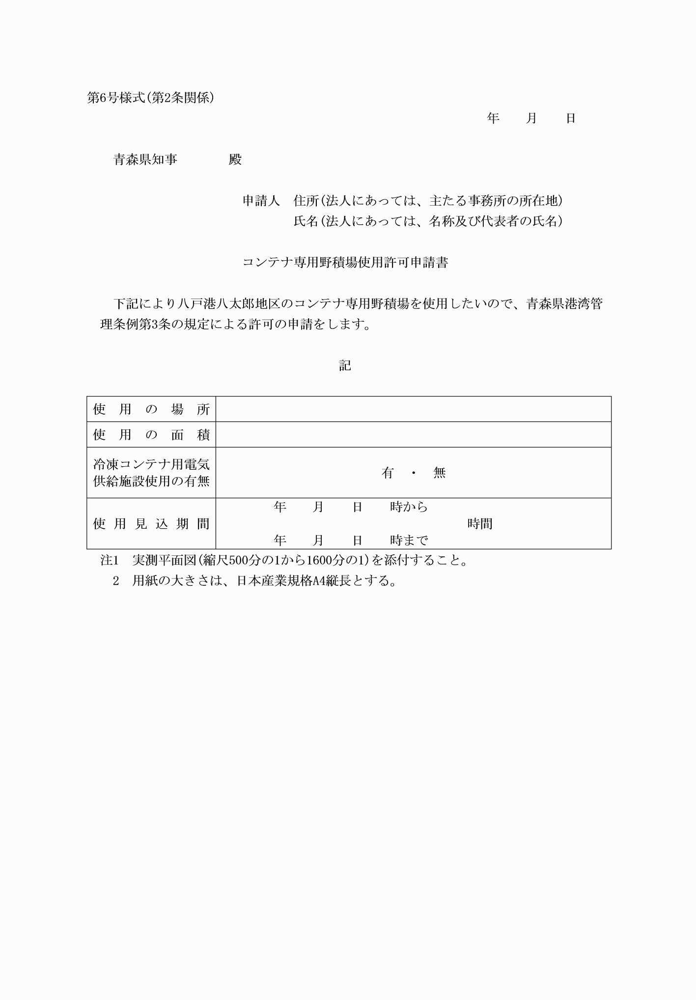 第6号様式(第2条関係)
年　　月　　日
青森県知事　　　　殿
申請人　住所(法人にあっては、主たる事務所の所在地)
氏名(法人にあっては、名称及び代表者の氏名)
コンテナ専用野積場使用許可申請書
下記により八戸港八太郎地区のコンテナ専用野積場を使用したいので、青森県港湾管
理条例第3条の規定による許可の申請をします。
記
使　用　の　場　所
使　用　の　面　積
冷凍コンテナ用電気
供給施設使用の有無
有　・　無
使用見込期間
年　　月　　日　　時から
時間
年　　月　　日　　時まで
注1　実測平面図(縮尺500分の1から1600分の1)を添付すること。
2　用紙の大きさは、日本産業規格A4縦長とする。